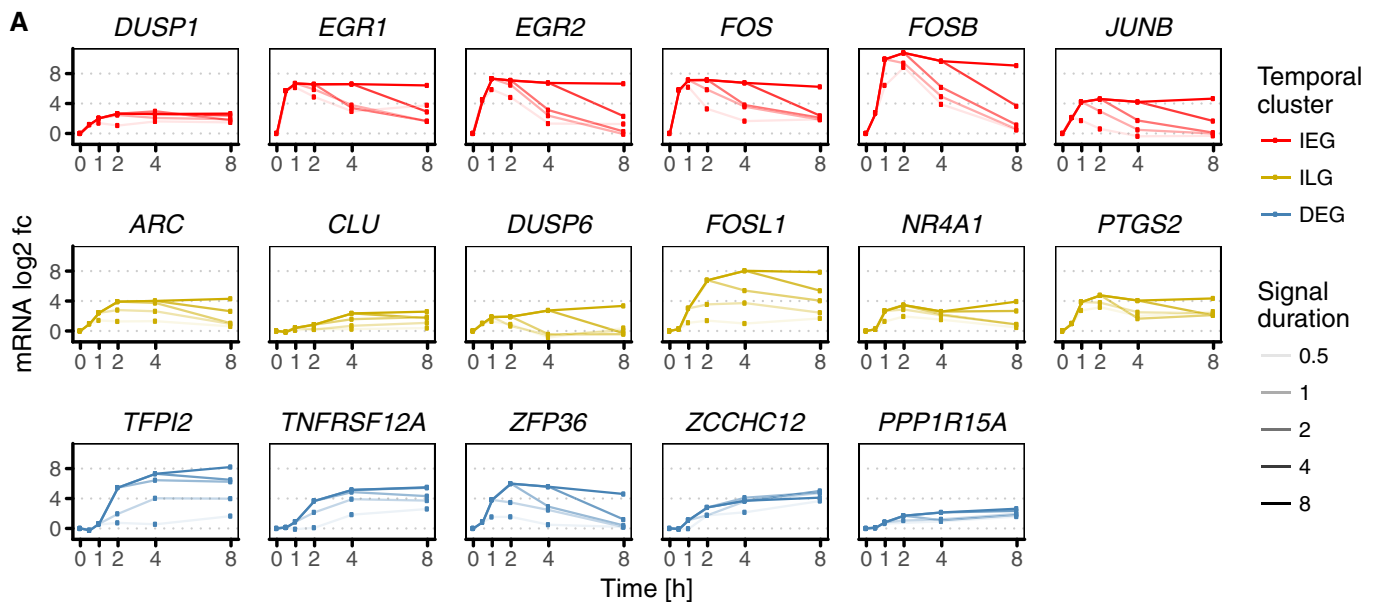 A
DUSP1 EGR1 EGR2 FOS FOSB JUNB
8
4
0
0 1 2 4 8 0 1 2 4 8 0 1 2 4 8 0 1 2 4 8 0 1 2 4 8 0 1 2 4 8
ARC CLU DUSP6 FOSL1 NR4A1 PTGS2
8
4
0
0 1 2 4 8 0 1 2 4 8 0 1 2 4 8 0 1 2 4 8 0 1 2 4 8 0 1 2 4 8
TFPI2 TNFRSF12A ZFP36 ZCCHC12 PPP1R15A
8
4
0
0 1 2 4 8 0 1 2 4 8 0 1 2 4 8 0 1 2 4 8 0 1 2 4 8
mRNA log2 fc
Time [h]
Temporal
cluster
IEG
ILG
DEG
Signal
duration
0.5
1
2
4
8